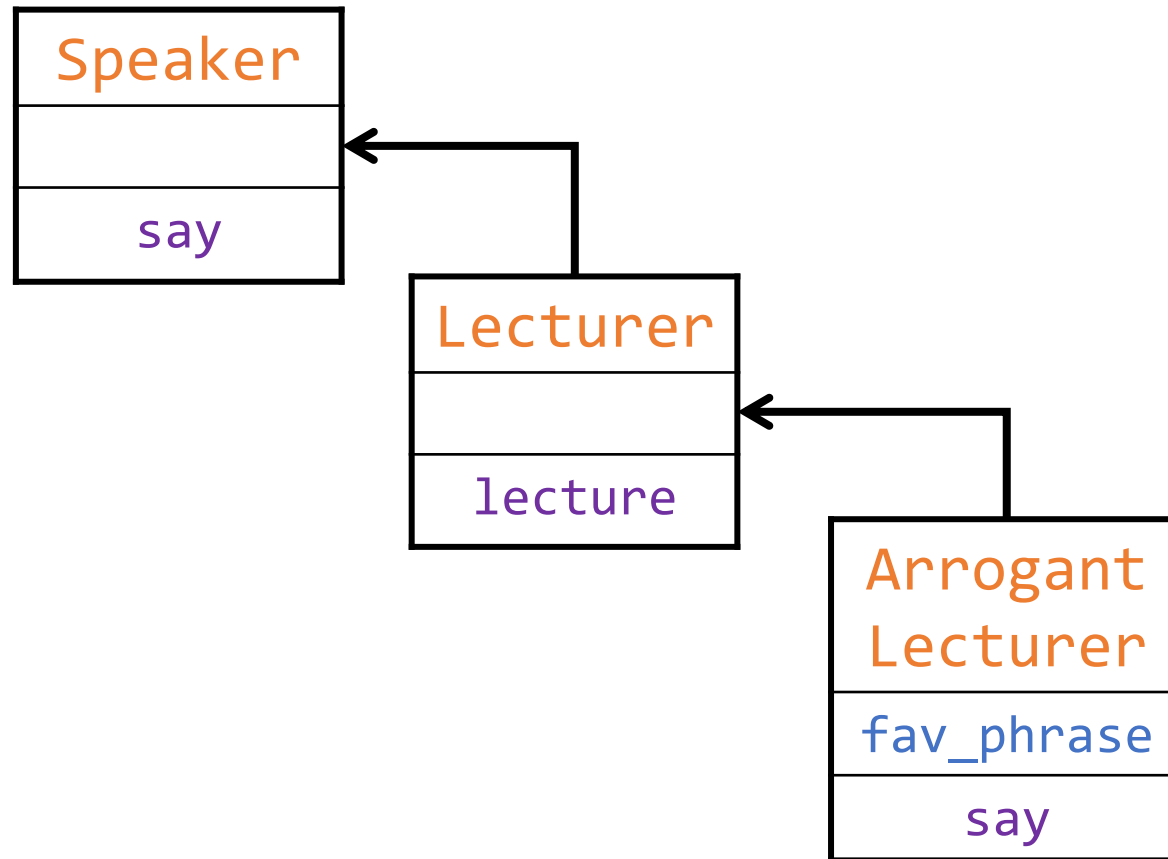 Speaker
say
Lecturer
lecture
Arrogant
Lecturer
fav_phrase
say